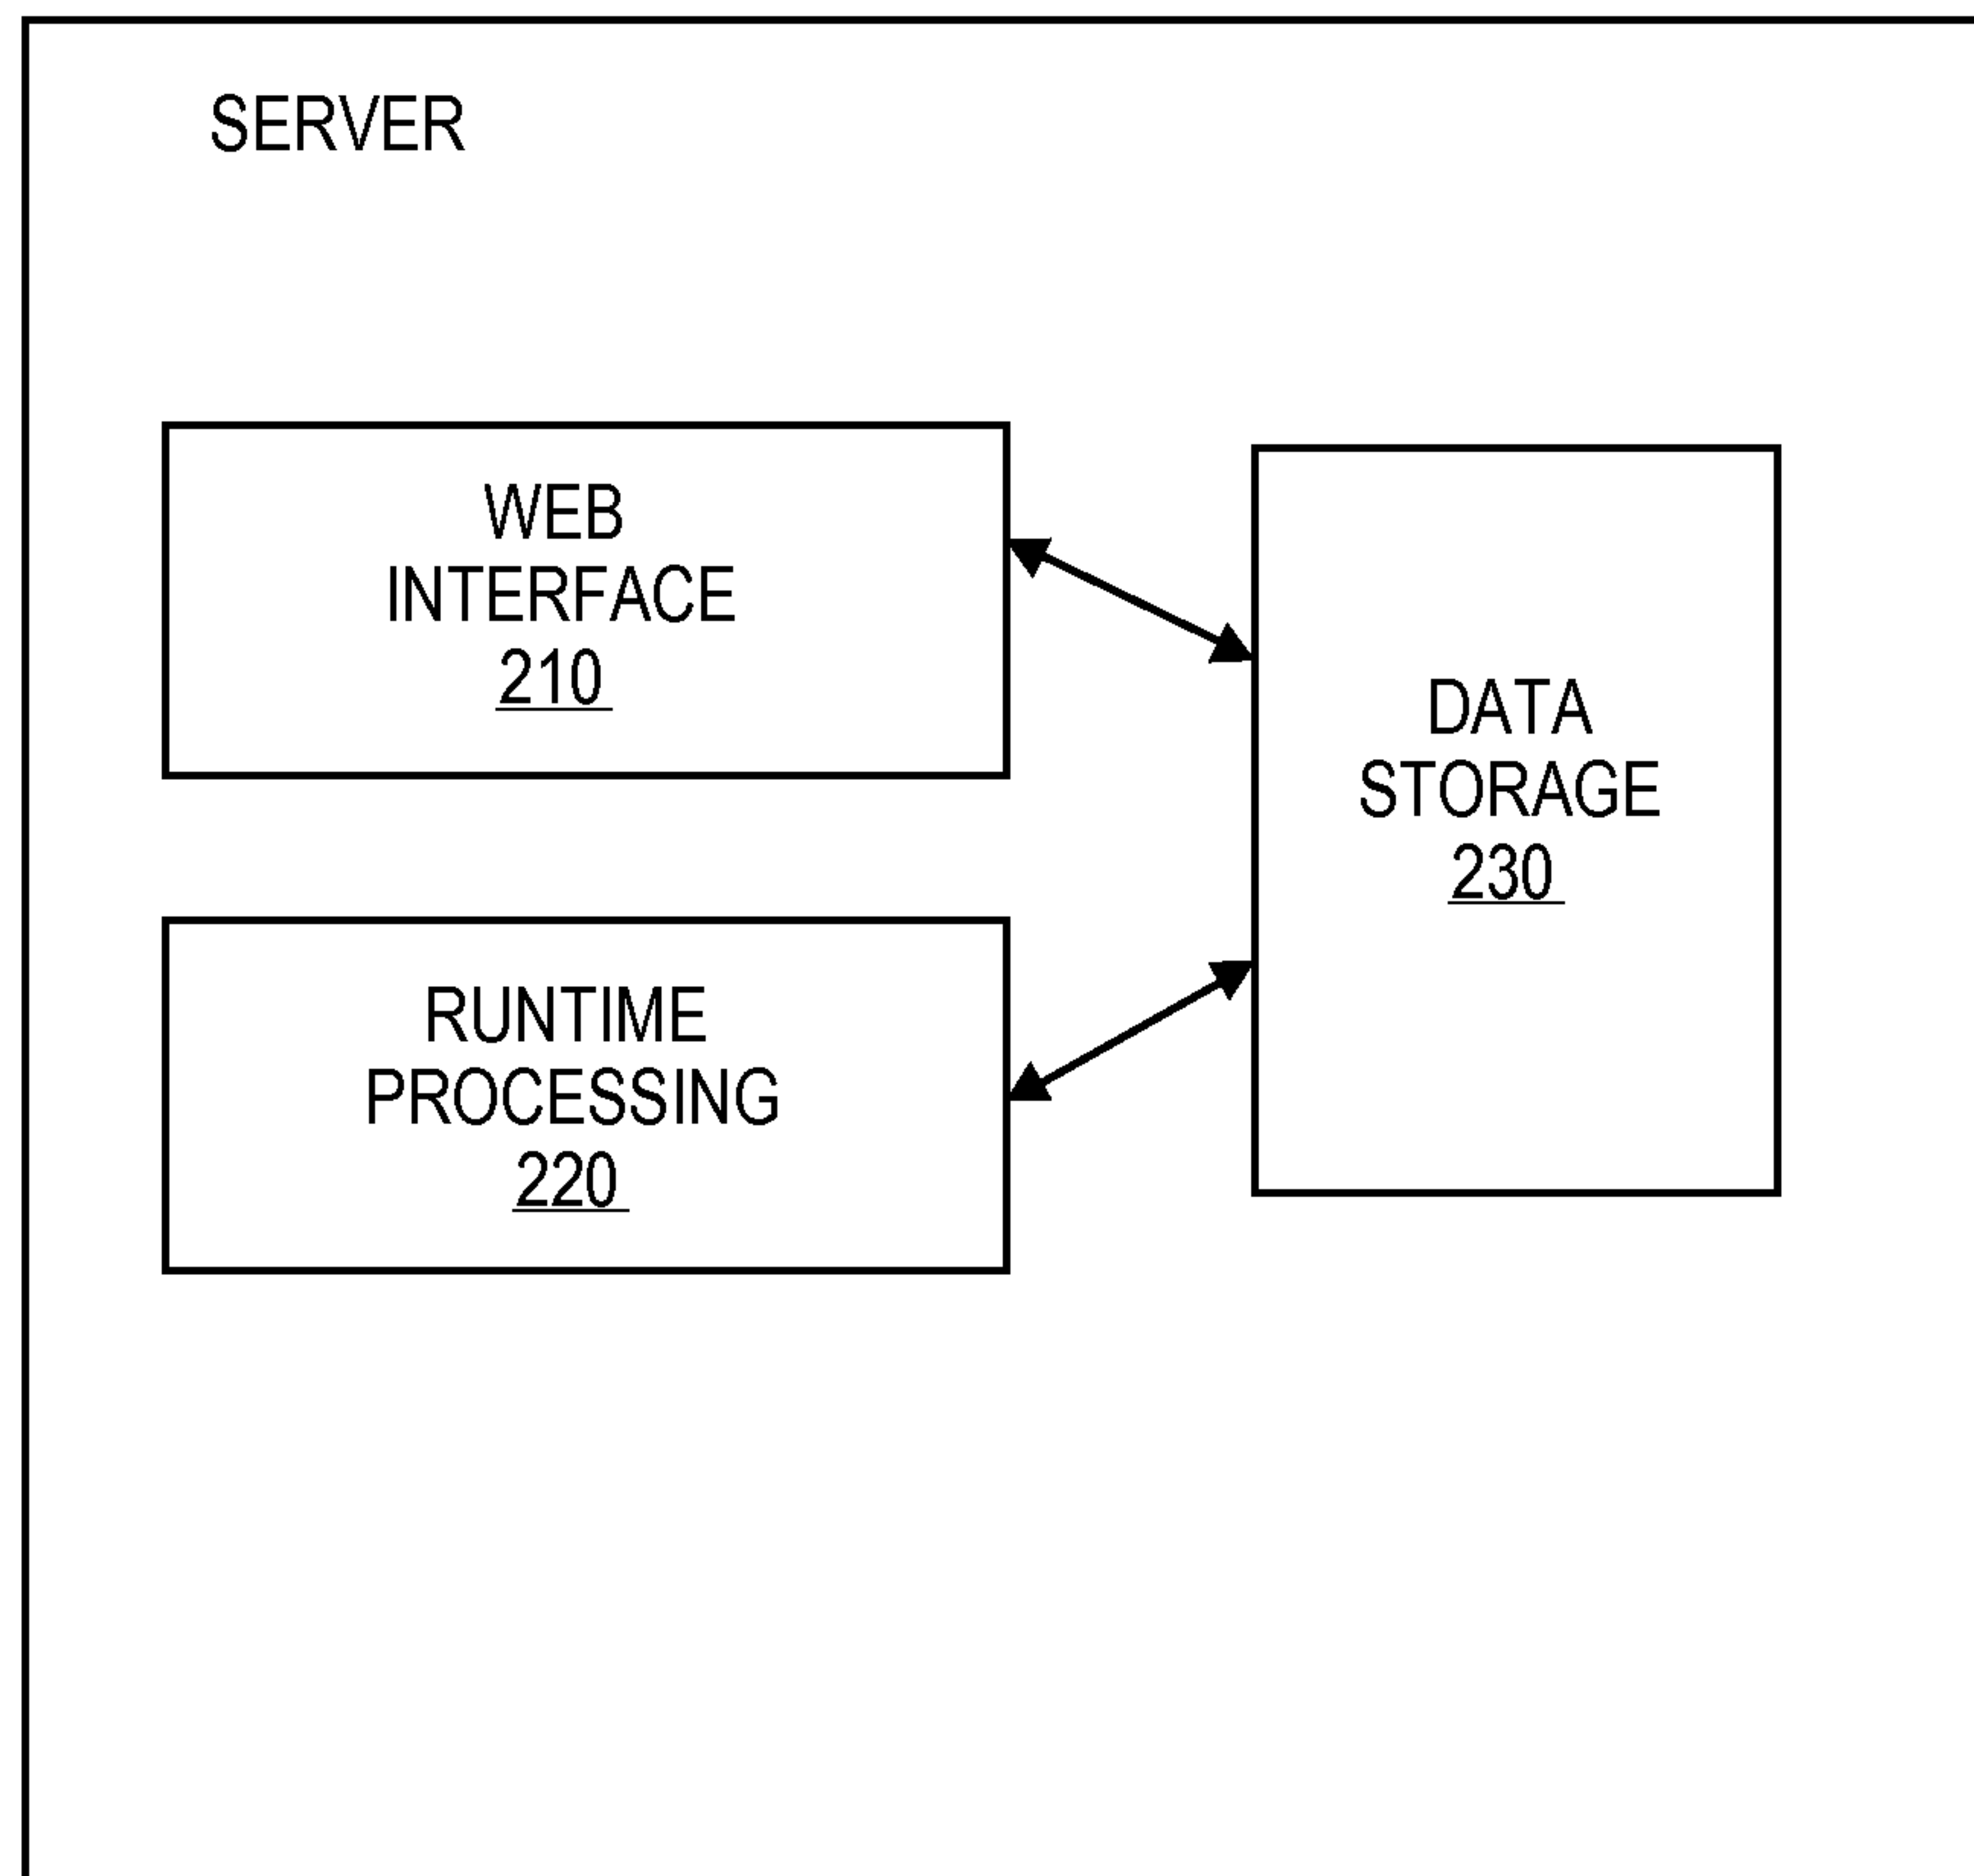 SERVER
WEB
INTERFACE
210
RUNTIME
PROCESSING
220
DATA
STORAGE
230